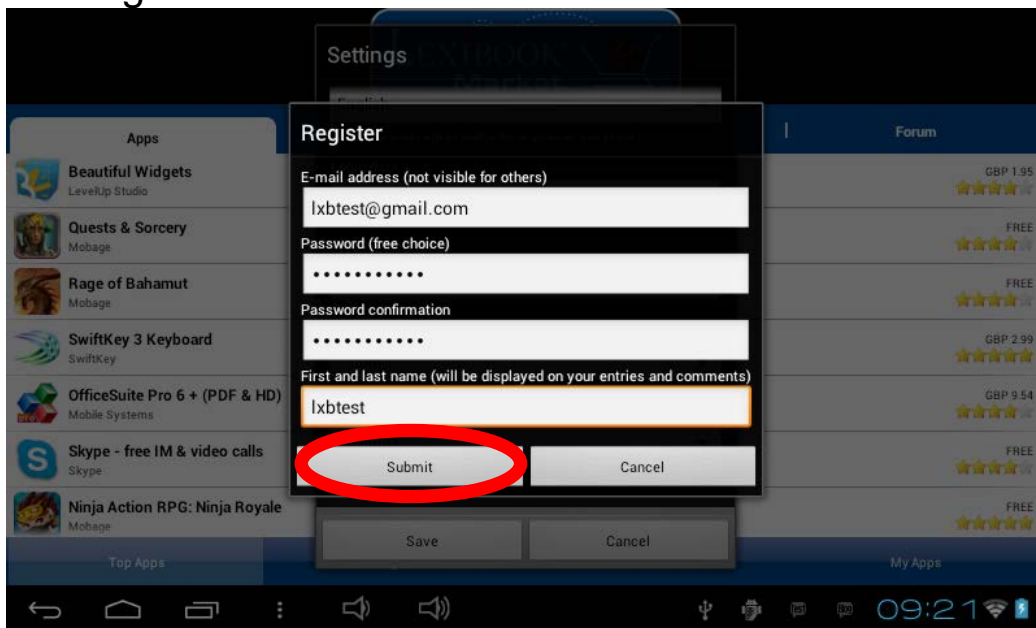 Settings
LEXIBOOK
Market
English
Apps
Forum
Register
Beautiful Widgets
LevelUp Studio
GBP 1.95
E-mail address (not visible for others)
lxbtest@gmail.com
Quests & Sorcery
Mobage
FREE
Password (free choice)
•••••••••••
Rage of Bahamut
Mobage
FREE
Password confirmation
•••••••••••
SwiftKey 3 Keyboard
SwiftKey
GBP 2.99
First and last name (will be displayed on your entries and comments)
lxbtest
OfficeSuite Pro 6 + (PDF & HD)
Mobile Systems
GBP 9.54
Skype - free IM & video calls
Skype
FREE
Submit
Cancel
Ninja Action RPG: Ninja Royale
Mobage
FREE
Save
Cancel
Top Apps
My Apps
09:21